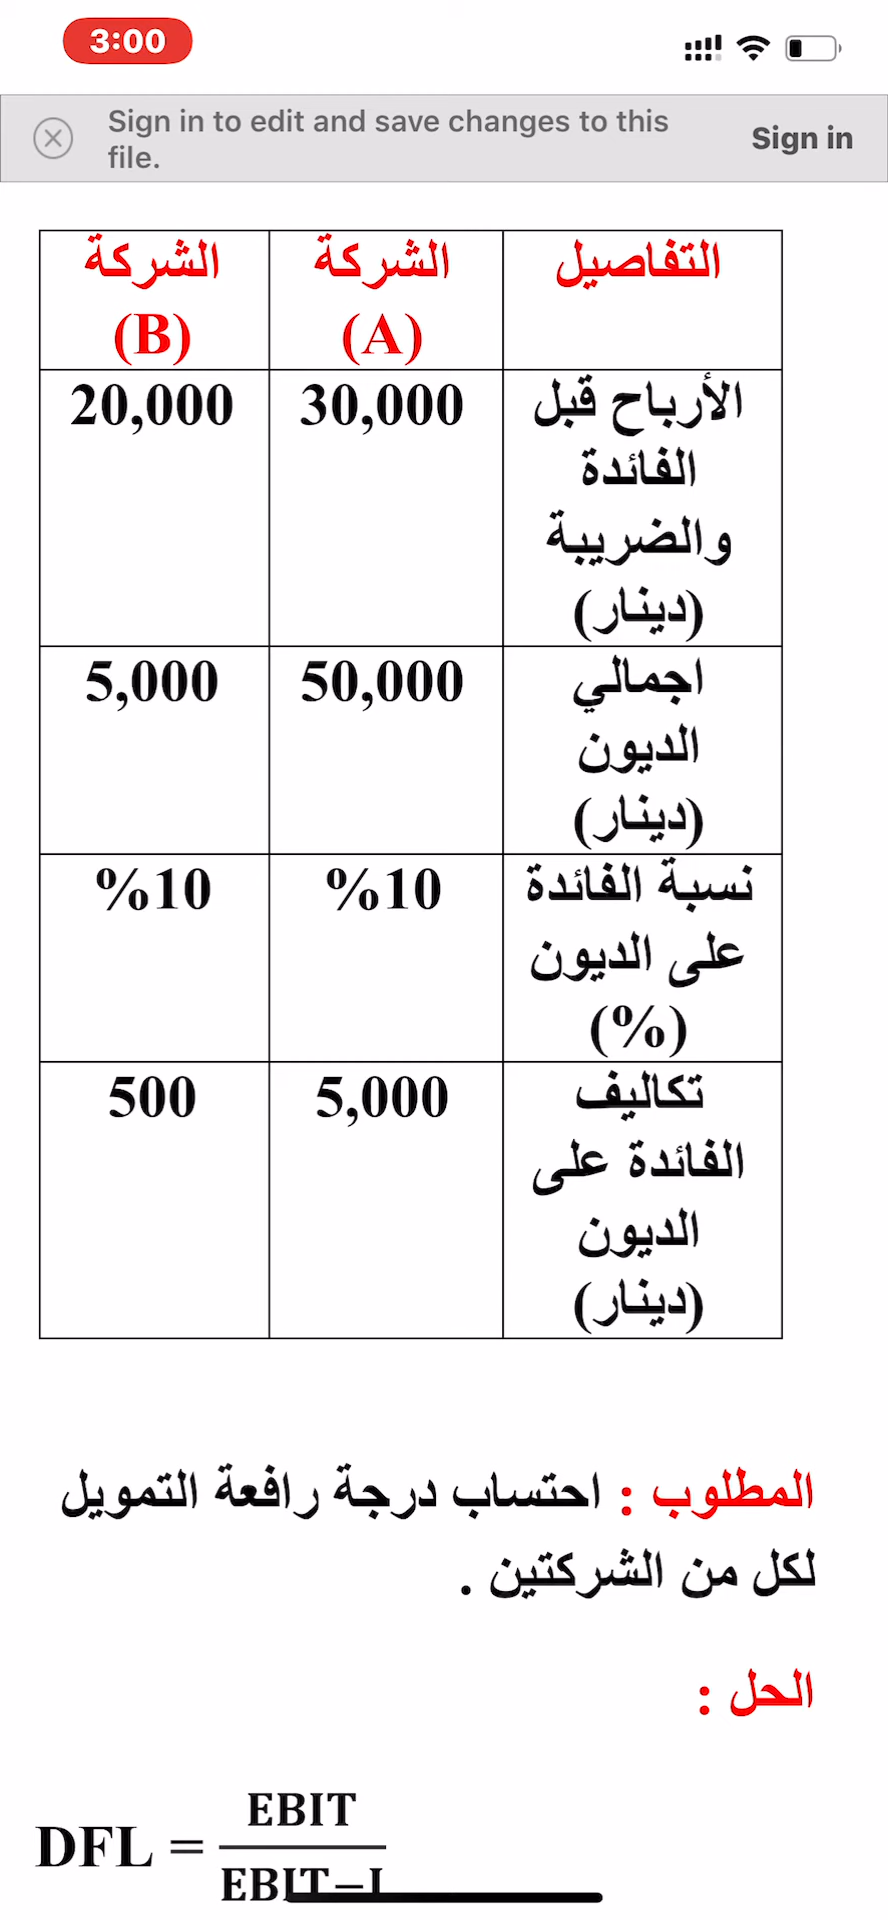 3:00
Sign in to edit and save changes to this
file.
Sign in
التفاصيل
الشركة
(A)
الشركة
(B)
الأرباح قبل
الفائدة
والضريبة
(دينار)
30,000
20,000
اجمالي
الديون
(دينار)
50,000
5,000
نسبة الفائدة
على الديون
(%)
%10
%10
تكاليف
الفائدة على
الديون
(دينار)
5,000
500
المطلوب : احتساب درجة رافعة التمويل
لكل من الشركتين .
الحل :
DFL = EBIT
EBIT−I